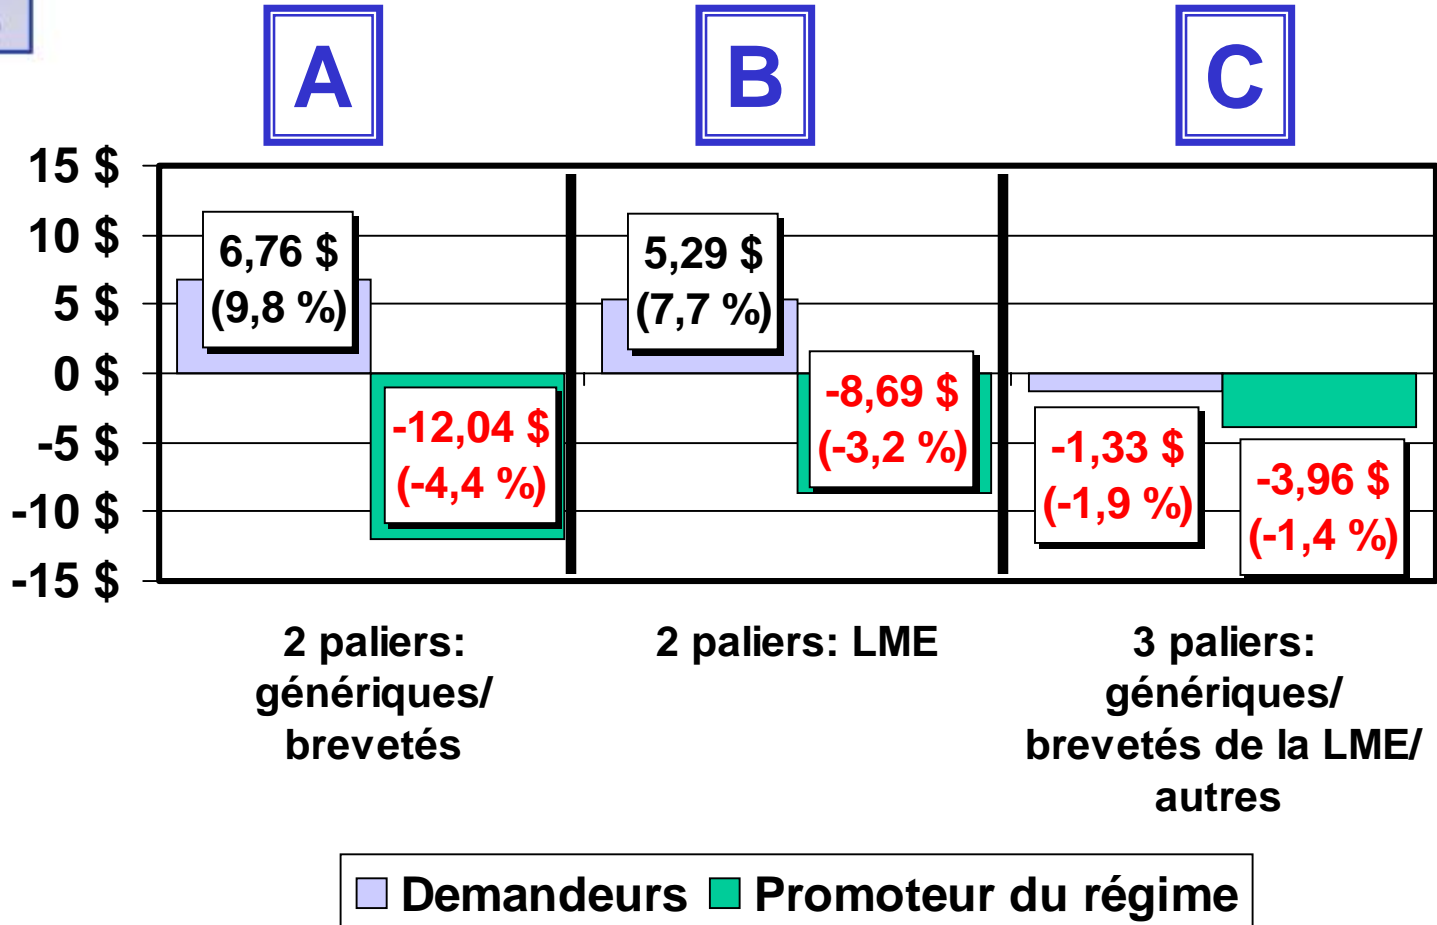 A
B
C
15 $
10 $
5 $
0 $
-5 $
-10 $
-15 $
6,76 $
(9,8 %)
-12,04 $
(-4,4 %)
5,29 $
(7,7 %)
-8,69 $
(-3,2 %)
-1,33 $
(-1,9 %)
-3,96 $
(-1,4 %)
2 paliers:
génériques/
brevetés
2 paliers: LME
3 paliers:
génériques/
brevetés de la LME/
autres
Demandeurs
Promoteur du régime